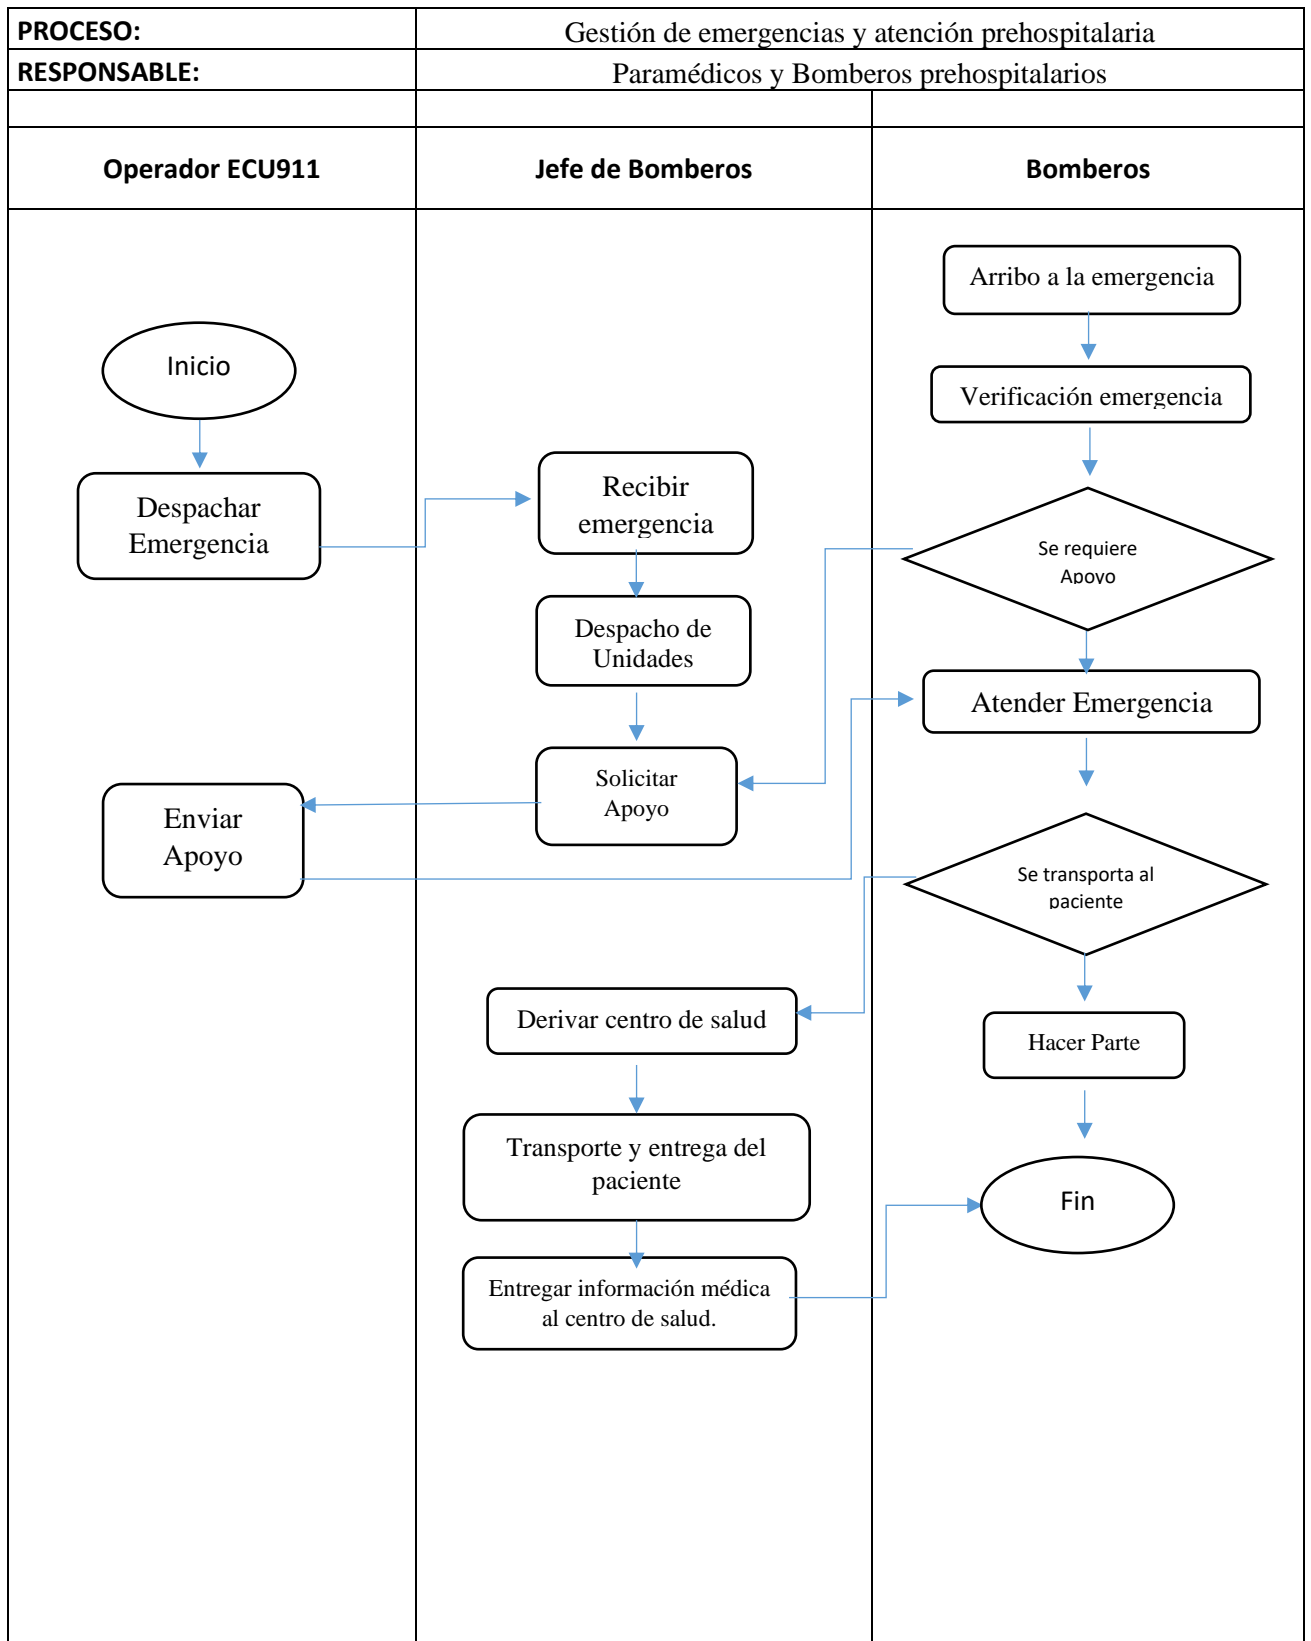 PROCESO:
Gestión de emergencias y atención prehospitalaria
RESPONSABLE:
Paramédicos y Bomberos prehospitalarios
Operador ECU911
Jefe de Bomberos
Bomberos
Inicio
Despachar
Emergencia
Enviar
Apoyo
Recibir
emergencia
Despacho de
Unidades
Solicitar
Apoyo
Derivar centro de salud
Transporte y entrega del
paciente
Entregar información médica
al centro de salud.
Arribo a la emergencia
Verificación emergencia
Se requiere
Apoyo
Atender Emergencia
Se transporta al
paciente
Hacer Parte
Fin